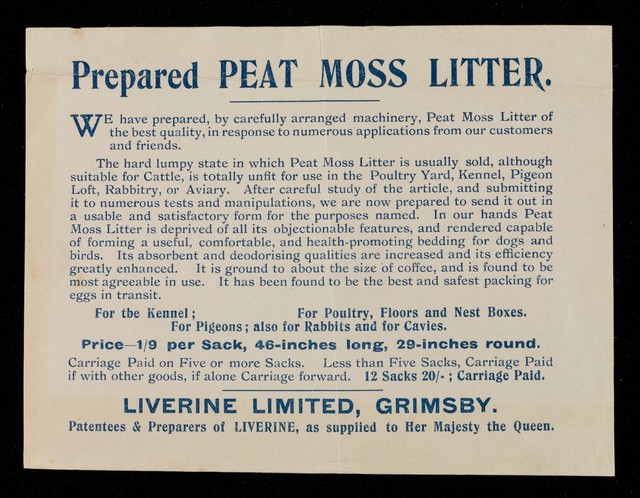 Prepared PEAT MOSS LITTER.
WE have prepared, by carefully arranged machinery, Peat Moss Litter of
the best quality, in response to numerous applications from our customers
and friends.
The hard lumpy state in which Peat Moss Litter is usually sold, although
suitable for Cattle, is totally unfit for use in the Poultry Yard, Kennel, Pigeon
Loft, Rabbitry, or Aviary. After careful study of the article, and submitting
it to numerous tests and manipulations, we are now prepared to send it out in
a usable and satisfactory form for the purposes named. In our hands Peat
Moss Litter is deprived of all its objectionable features, and rendered capable
of forming a useful, comfortable, and health-promoting bedding for dogs and
birds. Its absorbent and deodorising qualities are increased and its efficiency
greatly enhanced. It is ground to about the size of coffee, and is found to be
most agreeable in use. It has been found to be the best and safest packing for
eggs in transit.
For the Kennel; For Poultry, Floors and Nest Boxes.
For Pigeons; also for Rabbits and for Cavies.
Price—1/9 per Sack, 46-inches long, 29-inches round.
Carriage Paid on Five or more Sacks. Less than Five Sacks, Carriage Paid
if with other goods, if alone Carriage forward. 12 Sacks 20/-; Carriage Paid.
LIVERINE LIMITED, GRIMSBY.
Patentees & Preparers of LIVERINE, as supplied to Her Majesty the Queen.